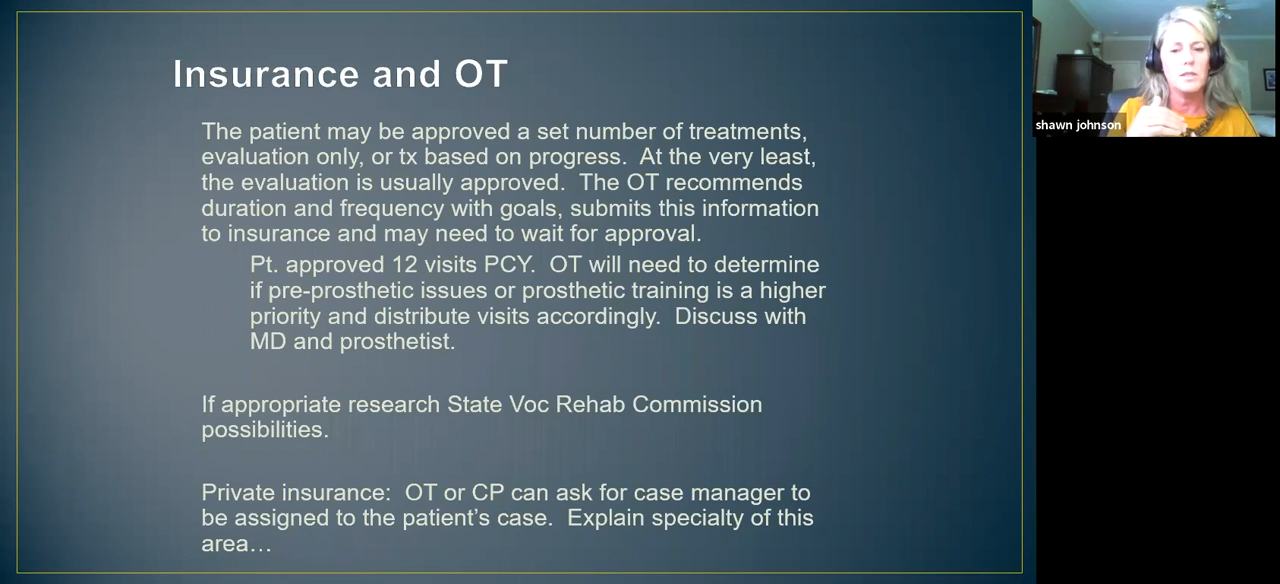 Insurance and OT
The patient may be approved a set number of treatments,
evaluation only, or tx based on progress.  At the very least,
the evaluation is usually approved.  The OT recommends
duration and frequency with goals, submits this information
to insurance and may need to wait for approval.
Pt. approved 12 visits PCY.  OT will need to determine
if pre-prosthetic issues or prosthetic training is a higher
priority and distribute visits accordingly.  Discuss with
MD and prosthetist.
If appropriate research State Voc Rehab Commission
possibilities.
Private insurance:  OT or CP can ask for case manager to
be assigned to the patient's case.  Explain specialty of this
area…
shawn johnson